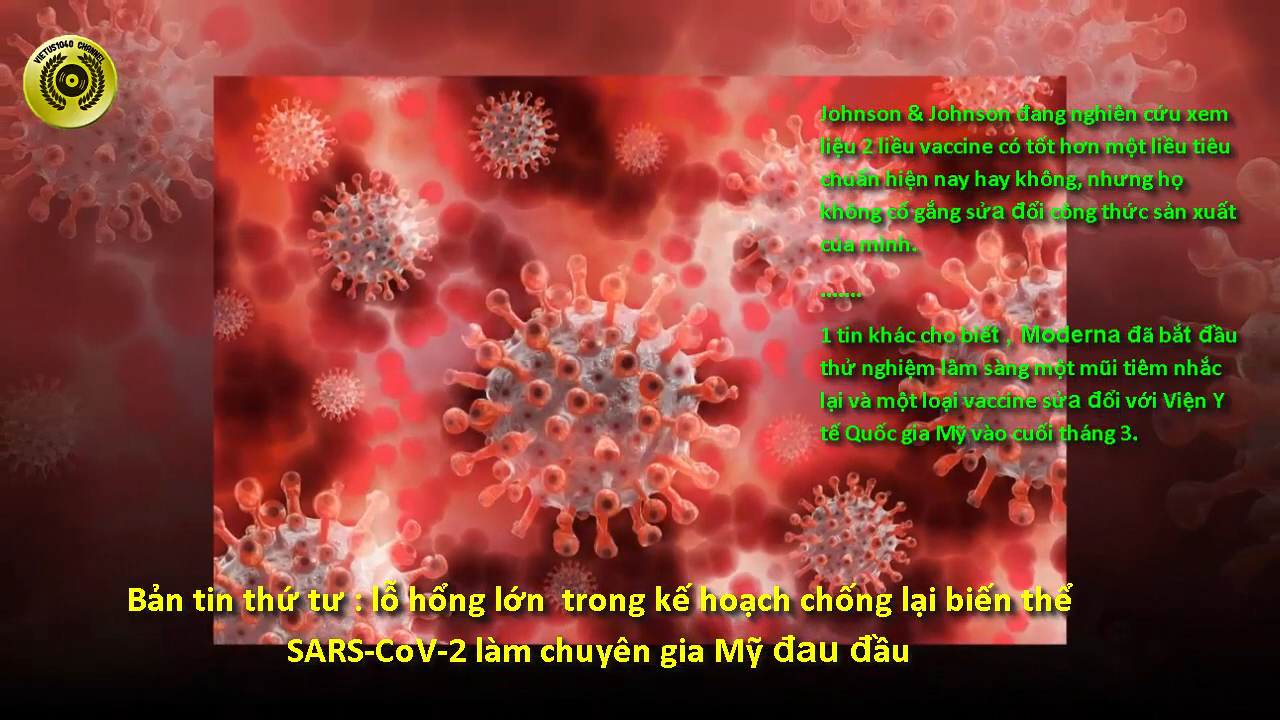 VIETUS1040 CHANNEL
Johnson & Johnson đang nghiên cứu xem
liệu 2 liều vaccine có tốt hơn một liều tiêu
chuẩn hiện nay hay không, nhưng họ
không cố gắng sửa đổi công thức sản xuất
của mình.
.......
1 tin khác cho biết , Moderna đã bắt đầu
thử nghiệm lâm sàng một mũi tiêm nhắc
lại và một loại vaccine sửa đổi với Viện Y
tế Quốc gia Mỹ vào cuối tháng 3.
Bản tin thứ tư : lỗ hổng lớn trong kế hoạch chống lại biến thể
SARS-CoV-2 làm chuyên gia Mỹ đau đầu